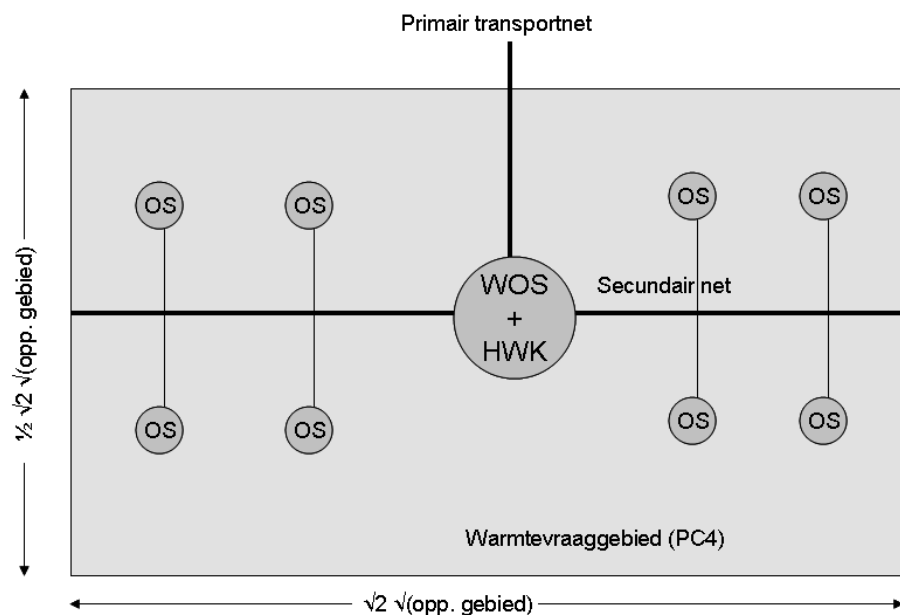 Primair transportnet
OS
OS
OS
OS
½ √2 √(opp. gebied)
WOS
+
HWK
Secundair net
OS
OS
OS
OS
Warmtevraaggebied (PC4)
√2 √(opp. gebied)